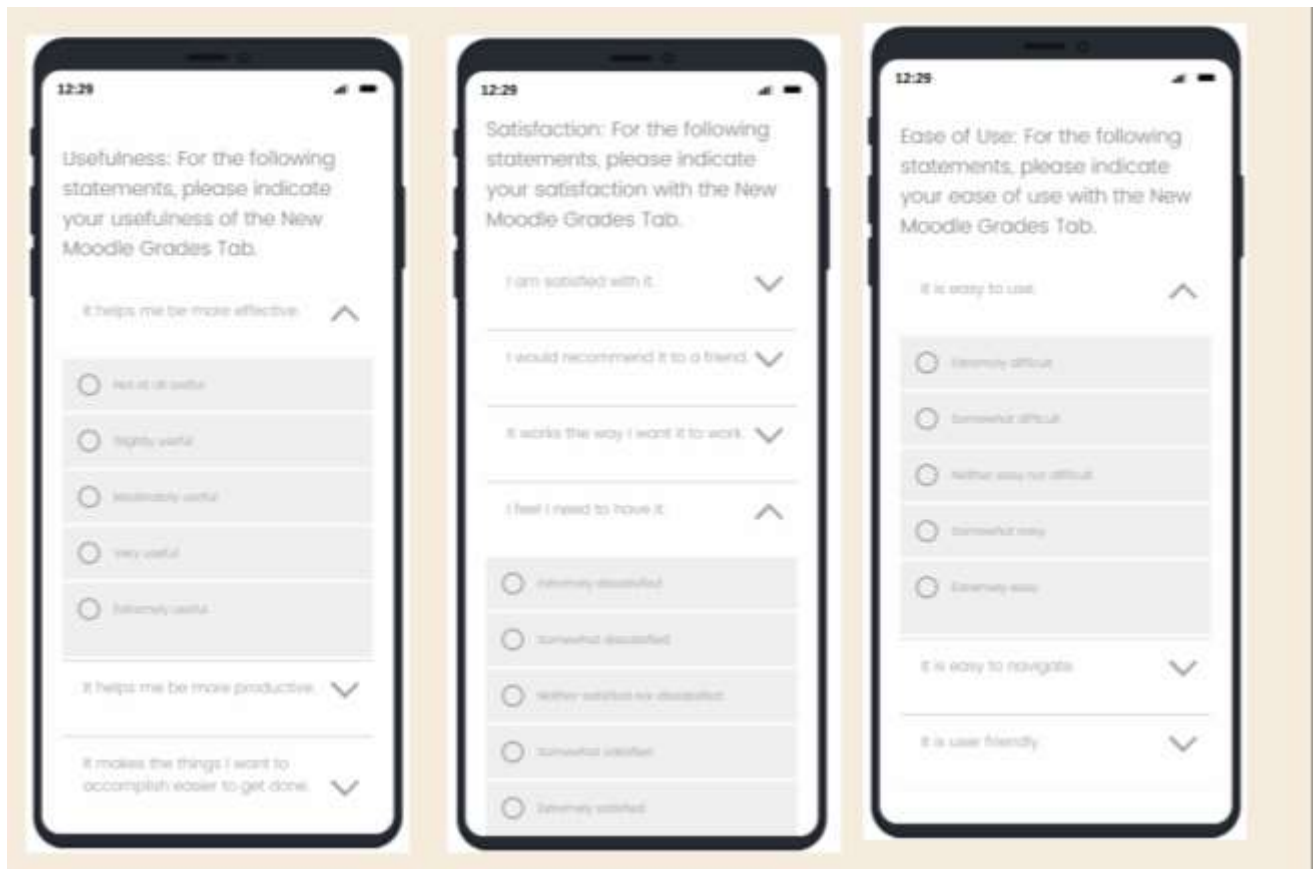 12:29
Usefulness: For the following
statements, please indicate
your usefulness of the New
Moodle Grades Tab.
It helps me be more effective.
Not at all useful
Slightly useful
Moderately useful
Very useful
Extremely useful
It helps me be more productive.
It makes the things I want to
accomplish easier to get done.
12:29
Satisfaction: For the following
statements, please indicate
your satisfaction with the New
Moodle Grades Tab.
I am satisfied with it.
I would recommend it to a friend.
It works the way I want it to work.
I feel I need to have it.
Extremely dissatisfied
Somewhat dissatisfied
Neither satisfied nor dissatisfied
Somewhat satisfied
Extremely satisfied
12:29
Ease of Use: For the following
statements, please indicate
your ease of use with the New
Moodle Grades Tab.
It is easy to use.
Extremely difficult
Somewhat difficult
Neither easy nor difficult
Somewhat easy
Extremely easy
It is easy to navigate.
It is user friendly.